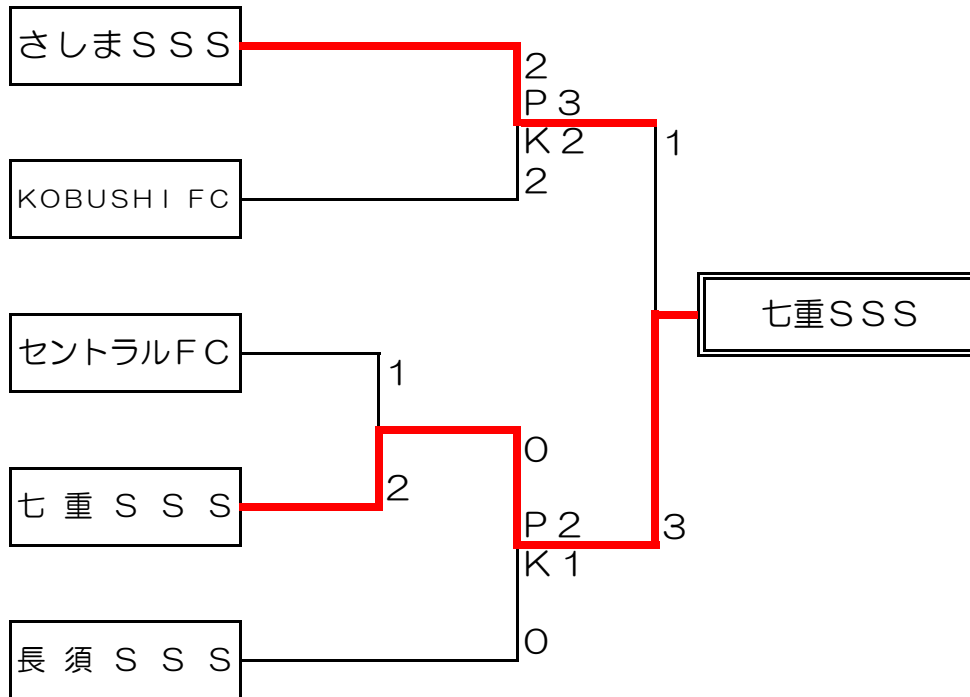 さしまＳＳＳ
２
Ｐ３
Ｋ２
１
２
ＫＯＢＵＳＨＩ ＦＣ
七重ＳＳＳ
セントラルＦＣ
１
０
２
七 重 Ｓ Ｓ Ｓ
Ｐ２
３
Ｋ１
０
長 須 Ｓ Ｓ Ｓ